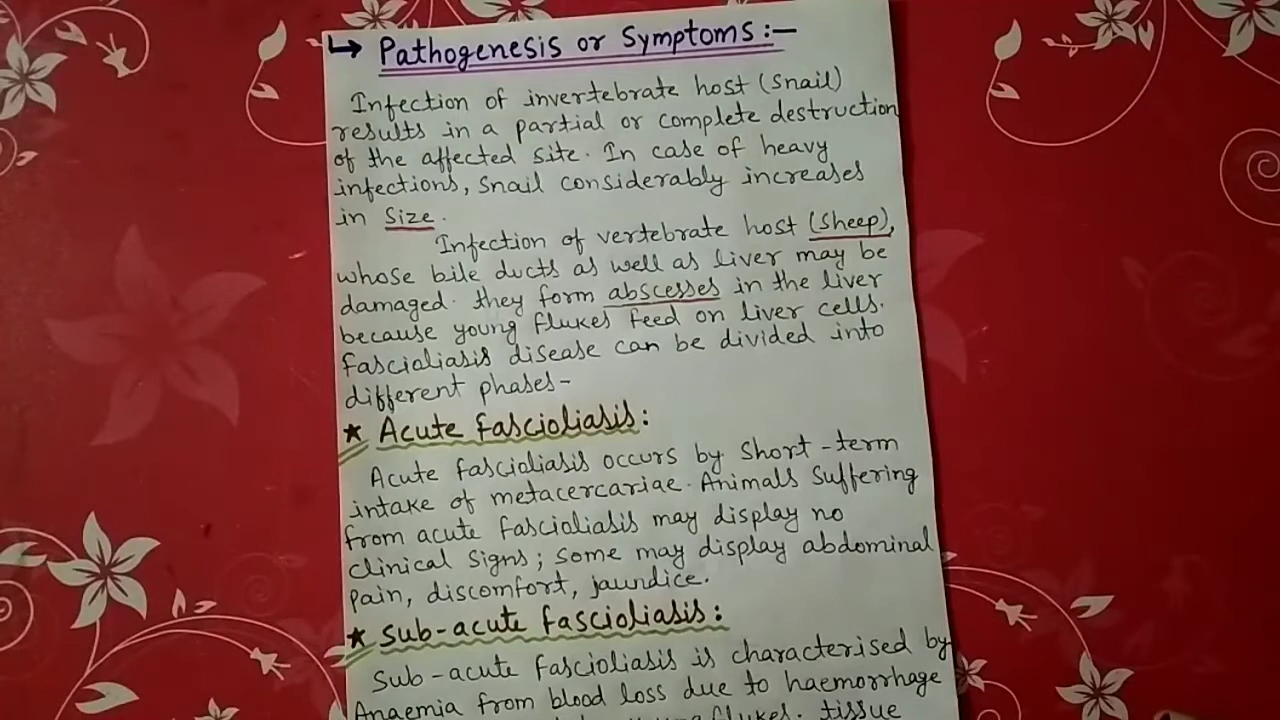 ↳ Pathogenesis or Symptoms :-
Infection of invertebrate host (Snail)
results in a partial or complete destruction
of the affected site. In case of heavy
infections, Snail considerably increases
in Size.
Infection of vertebrate host (Sheep),
whose bile ducts as well as liver may be
damaged. they form abscesses in the liver
because young flukes feed on liver cells.
fascioliasis disease can be divided into
different phases-
★ Acute fascioliasis:
Acute fascioliasis occurs by Short-term
intake of metacercariae. Animals Suffering
from acute fascioliasis may display no
clinical Signs; Some may display abdominal
pain, discomfort, jaundice.
★ Sub-acute fascioliasis:
Sub-acute fascioliasis is characterised by
Anaemia from blood loss due to haemorrhage
flukes. tissue